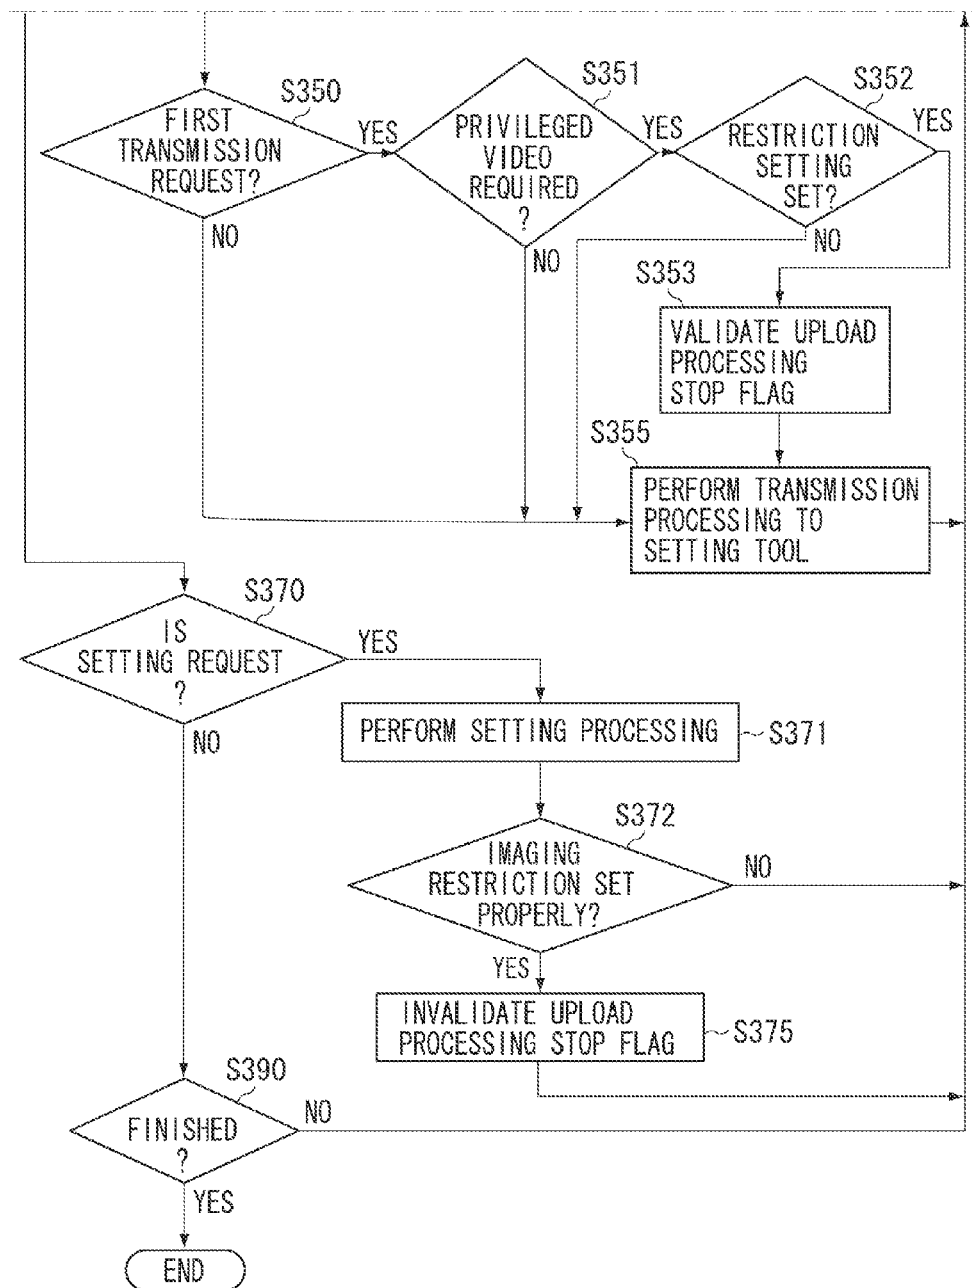 S350
FIRST
TRANSMISSION
REQUEST?
YES
NO
S351
PRIVILEGED
VIDEO
REQUIRED
?
YES
NO
S352
RESTRICTION
SETTING
SET?
YES
NO
S353
VALIDATE UPLOAD
PROCESSING
STOP FLAG
S355
PERFORM TRANSMISSION
PROCESSING TO
SETTING TOOL
S370
IS
SETTING REQUEST
?
YES
NO
PERFORM SETTING PROCESSING
S371
S372
IMAGING
RESTRICTION SET
PROPERLY?
NO
YES
INVALIDATE UPLOAD
PROCESSING STOP FLAG
S375
S390
FINISHED
?
NO
YES
END